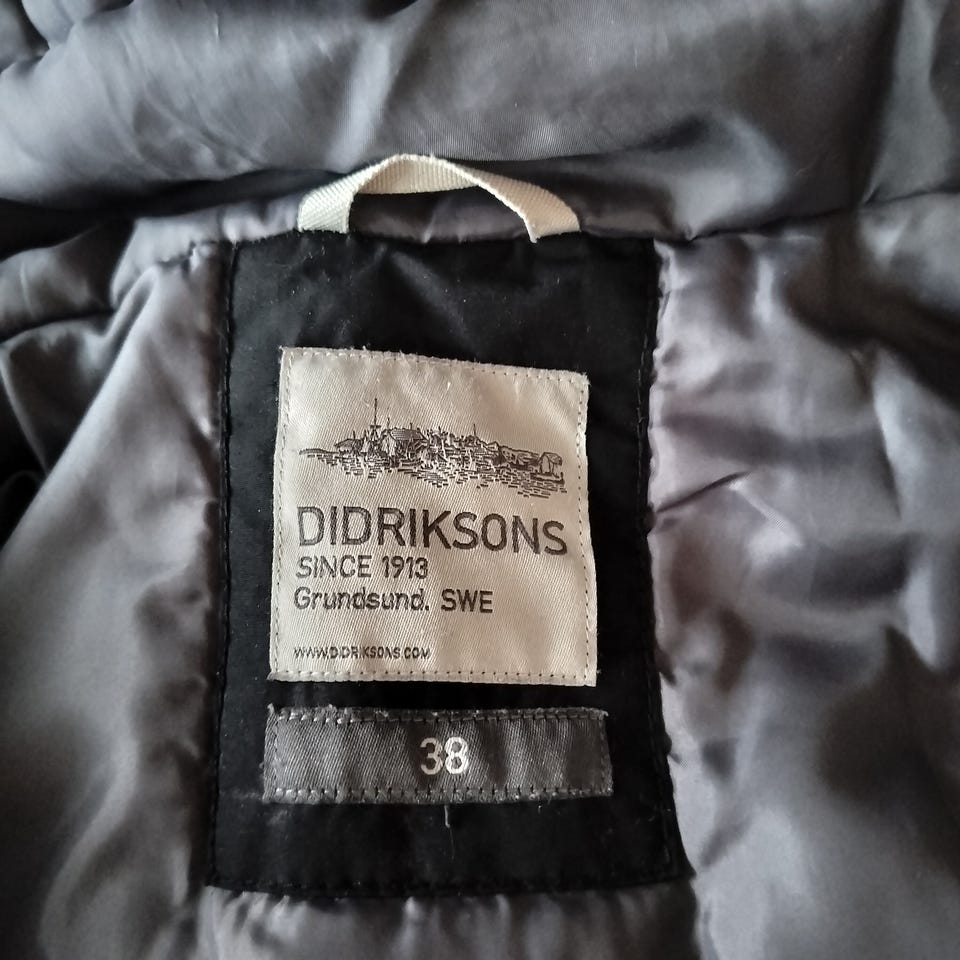 DIDRIKSONS
SINCE 1913
Grundsund. SWE
WWW.DIDRIKSONS.COM
38